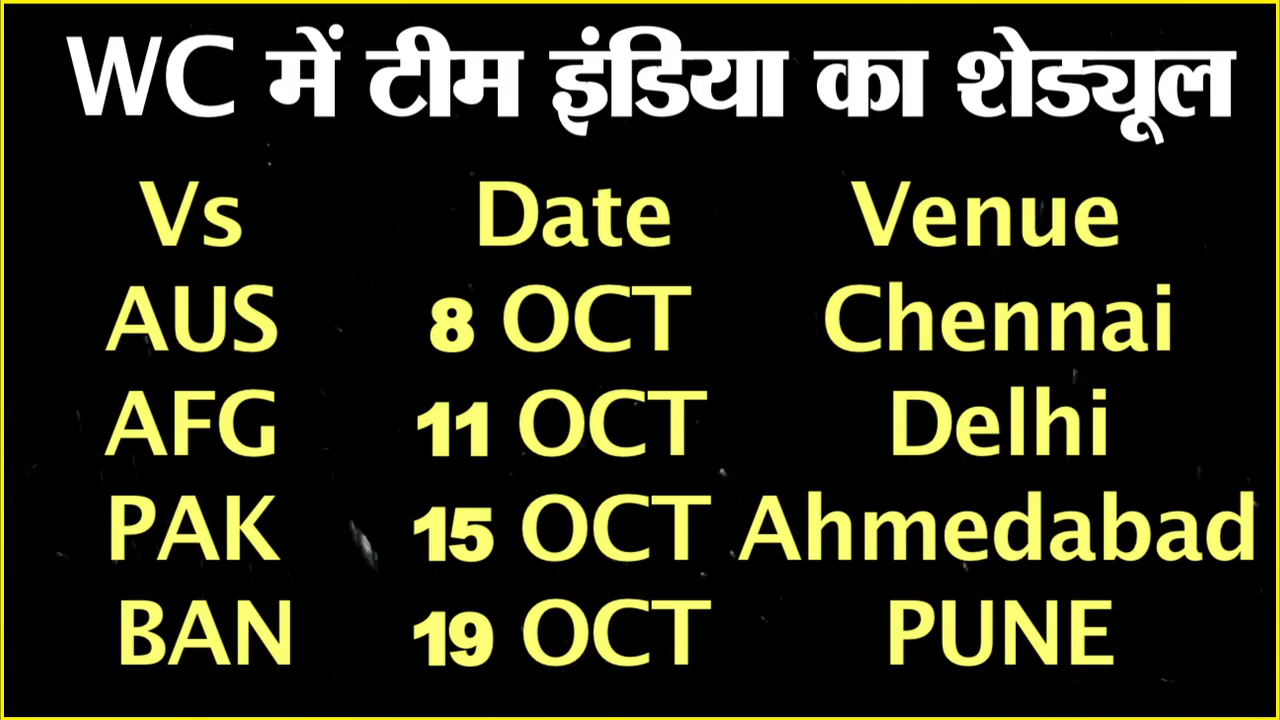 WC में टीम इंडिया का शेड्यूल
Vs Date Venue
AUS 8 OCT Chennai
AFG 11 OCT Delhi
PAK 15 OCT Ahmedabad
BAN 19 OCT PUNE